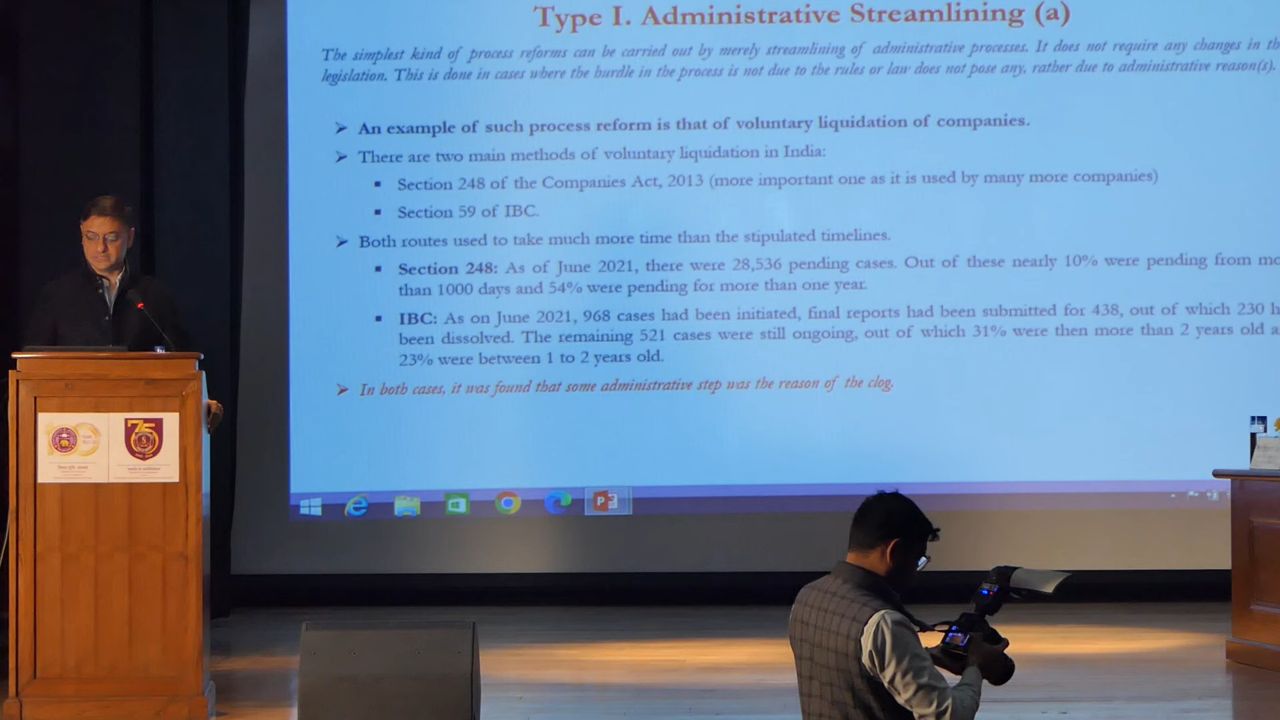 Type I. Administrative Streamlining (a)
The simplest kind of process reforms can be carried out by merely streamlining of administrative processes. It does not require any changes in
legislation. This is done in cases where the hurdle in the process is not due to the rules or law does not pose any, rather due to administrative reason(s).
➢ An example of such process reform is that of voluntary liquidation of companies.
➢ There are two main methods of voluntary liquidation in India:
▪ Section 248 of the Companies Act, 2013 (more important one as it is used by many more companies)
▪ Section 59 of IBC.
➢ Both routes used to take much more time than the stipulated timelines.
▪ Section 248: As of June 2021, there were 28,536 pending cases. Out of these nearly 10% were pending from
than 1000 days and 54% were pending for more than one year.
▪ IBC: As on June 2021, 968 cases had been initiated, final reports had been submitted for 438, out of which 230
been dissolved. The remaining 521 cases were still ongoing, out of which 31% were then more than 2 years old
23% were between 1 to 2 years old.
➢ In both cases, it was found that some administrative step was the reason of the clog.
75